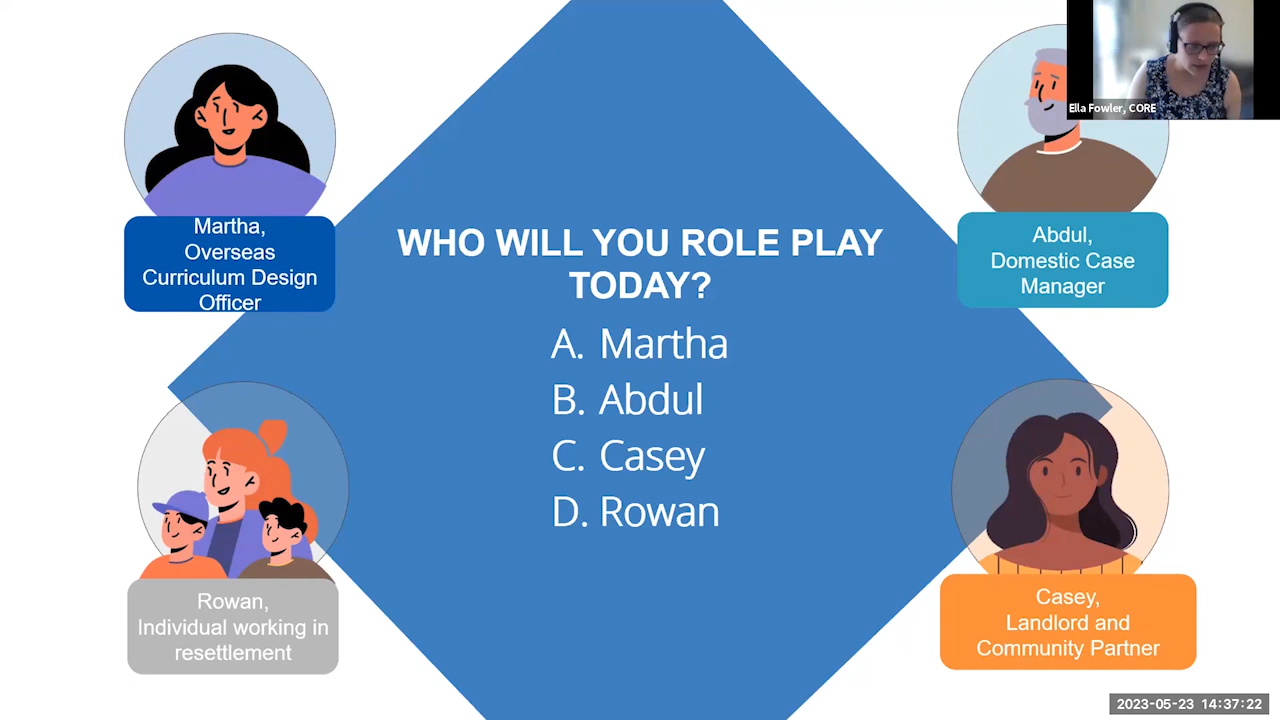 Ella Fowler, CORE
Martha,
Overseas
Curriculum Design
Officer
Abdul,
Domestic Case
Manager
WHO WILL YOU ROLE PLAY
TODAY?
A. Martha
B. Abdul
C. Casey
D. Rowan
Rowan,
Individual working in
resettlement
Casey,
Landlord and
Community Partner
2023-05-23 14:37:22